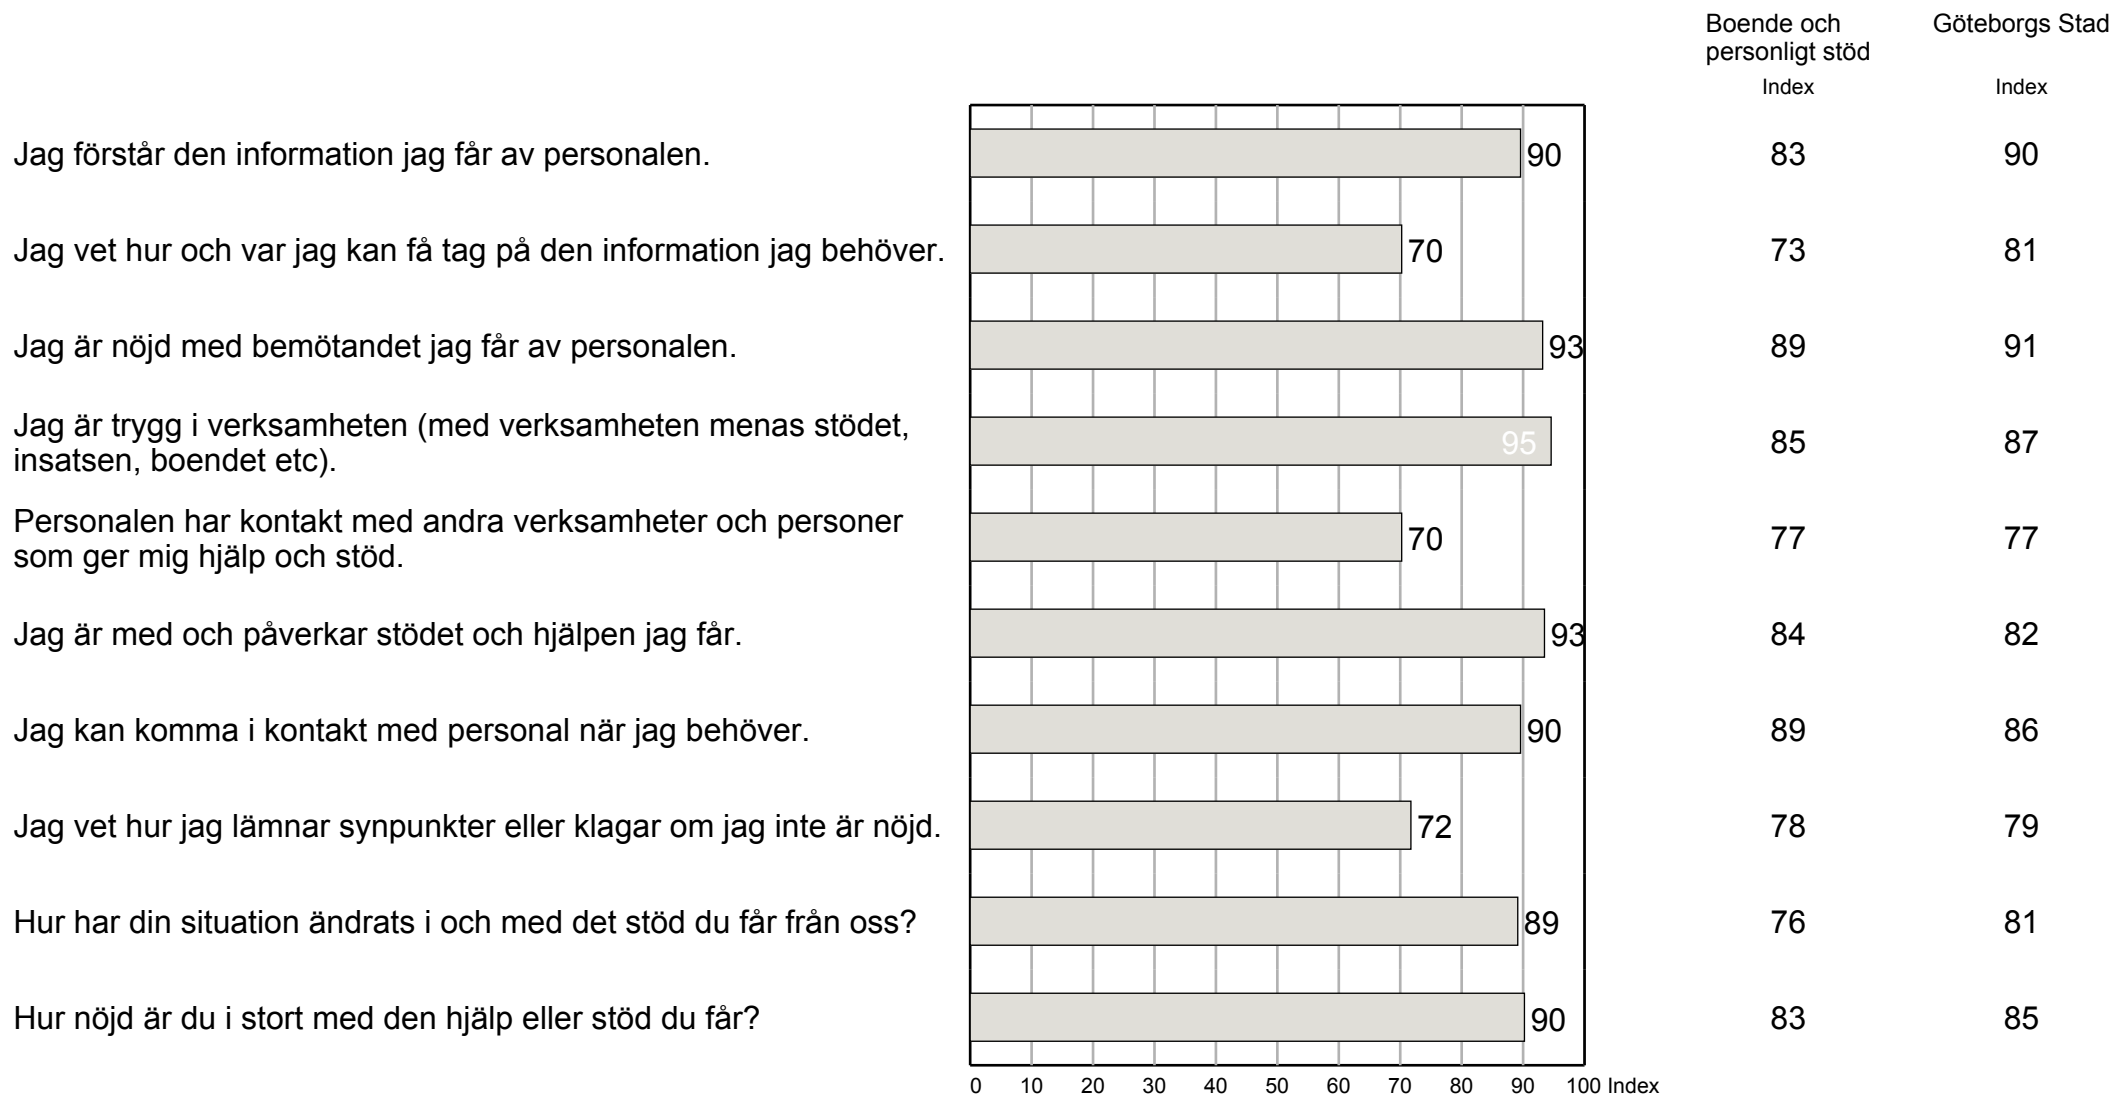 Boende och Göteborgs Stad
personligt stöd
Index Index
Jag förstår den information jag får av personalen. 90 83 90
Jag vet hur och var jag kan få tag på den information jag behöver. 70 73 81
Jag är nöjd med bemötandet jag får av personalen. 93 89 91
Jag är trygg i verksamheten (med verksamheten menas stödet,
insatsen, boendet etc). 95 85 87
Personalen har kontakt med andra verksamheter och personer
som ger mig hjälp och stöd. 70 77 77
Jag är med och påverkar stödet och hjälpen jag får. 93 84 82
Jag kan komma i kontakt med personal när jag behöver. 90 89 86
Jag vet hur jag lämnar synpunkter eller klagar om jag inte är nöjd. 72 78 79
Hur har din situation ändrats i och med det stöd du får från oss? 89 76 81
Hur nöjd är du i stort med den hjälp eller stöd du får? 90 83 85
0 10 20 30 40 50 60 70 80 90 100 Index